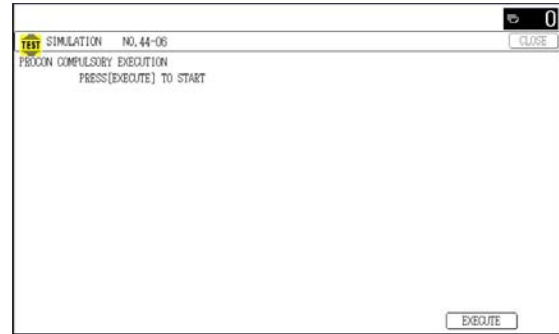 0
TEST SIMULATION NO.44-06
CLOSE
PROCON COMPULSORY EXECUTION
PRESS[EXECUTE] TO START
EXECUTE